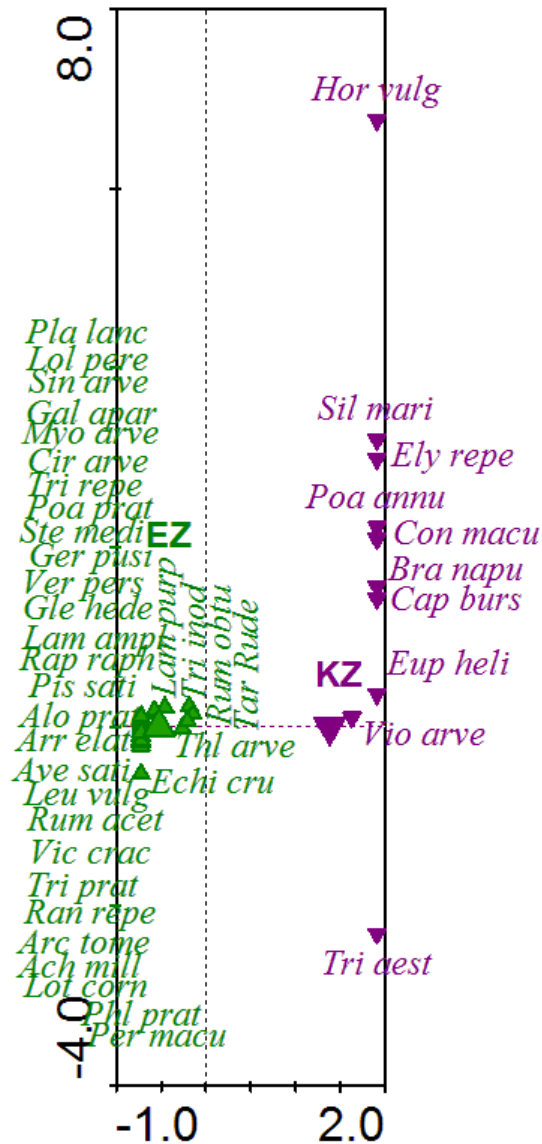 8.0
Hor vulg
Pla lanc
Lol pere
Sin arve
Gal apar
Myo arve
Cir arve
Tri repe
Poa prat
Ste medi
Ger pusi
Ver pers
Gle hede
Lam ampl
Rap raph
Pis sati
Alo prat
Arr elat
Ave sati
Leu vulg
Rum acet
Vic crac
Tri prat
Ran repe
Arc tome
Ach mill
Lot corn
Phl prat
Per macu
EZ
Lam purp
Tri inod
Rum obtu
Tar Rude
Thl arve
Echi cru
Sil mari
Ely repe
Poa annu
Con macu
Bra napu
Cap burs
Eup heli
KZ
Vio arve
Tri aest
-4.0
-1.0
2.0